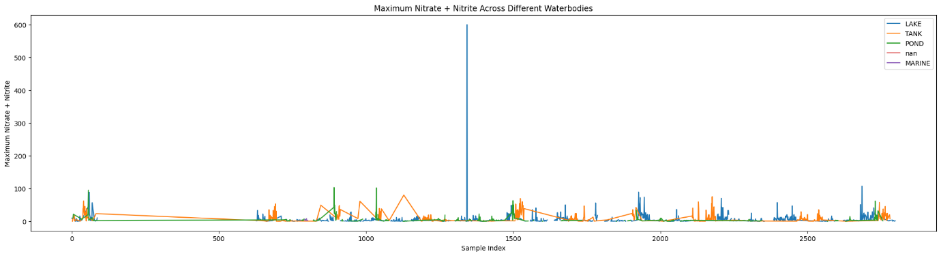 Maximum Nitrate + Nitrite Across Different Waterbodies
LAKE
TANK
POND
nan
MARINE
Maximum Nitrate + Nitrite
600
500
400
300
200
100
0
0 500 1000 1500 2000 2500
Sample Index